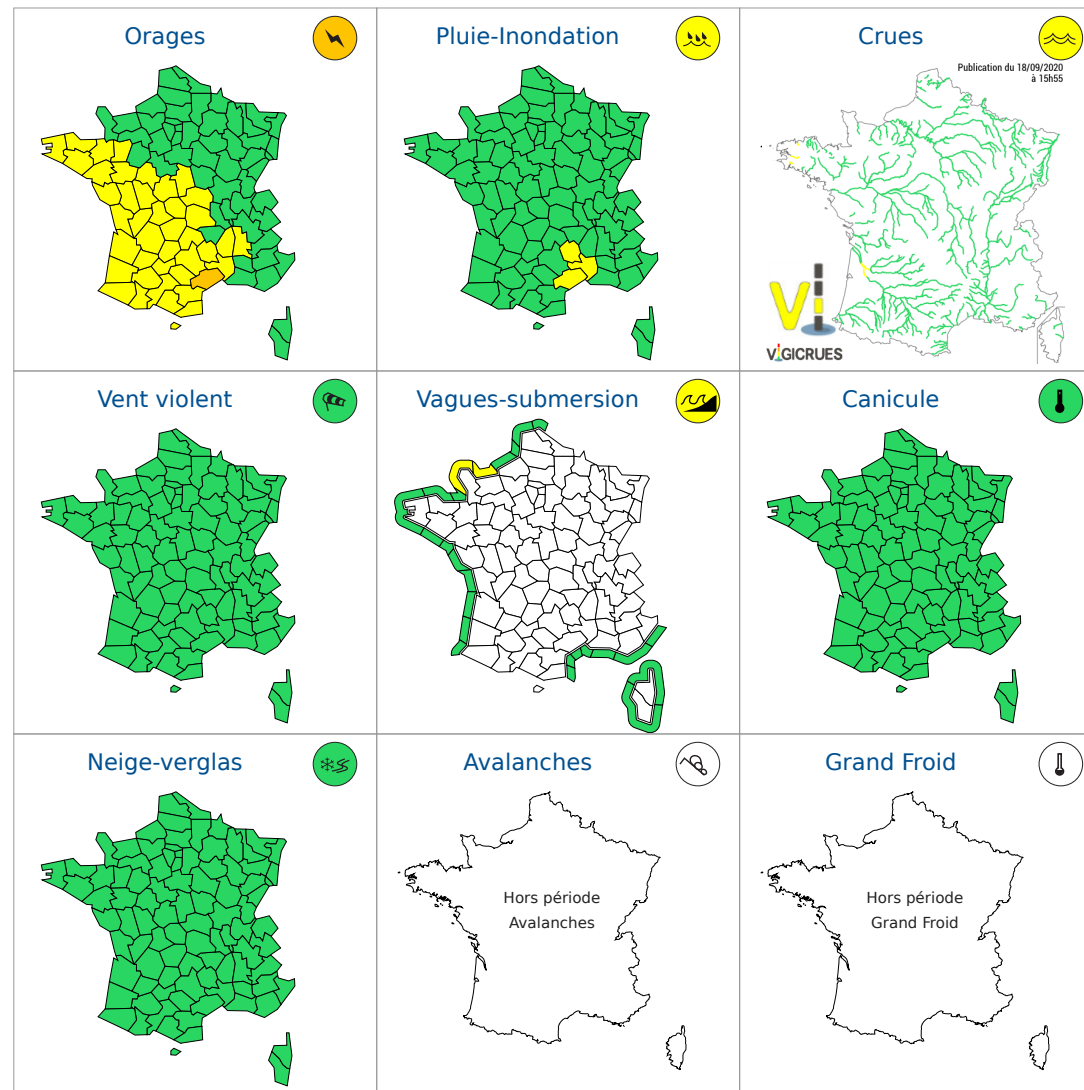 Orages
Pluie-Inondation
Crues
Publication du 18/09/2020
à 15h55
Vi
VIGICRUES
Vent violent
Vagues-submersion
Canicule
Neige-verglas
Avalanches
Grand Froid
Hors période
Avalanches
Hors période
Grand Froid